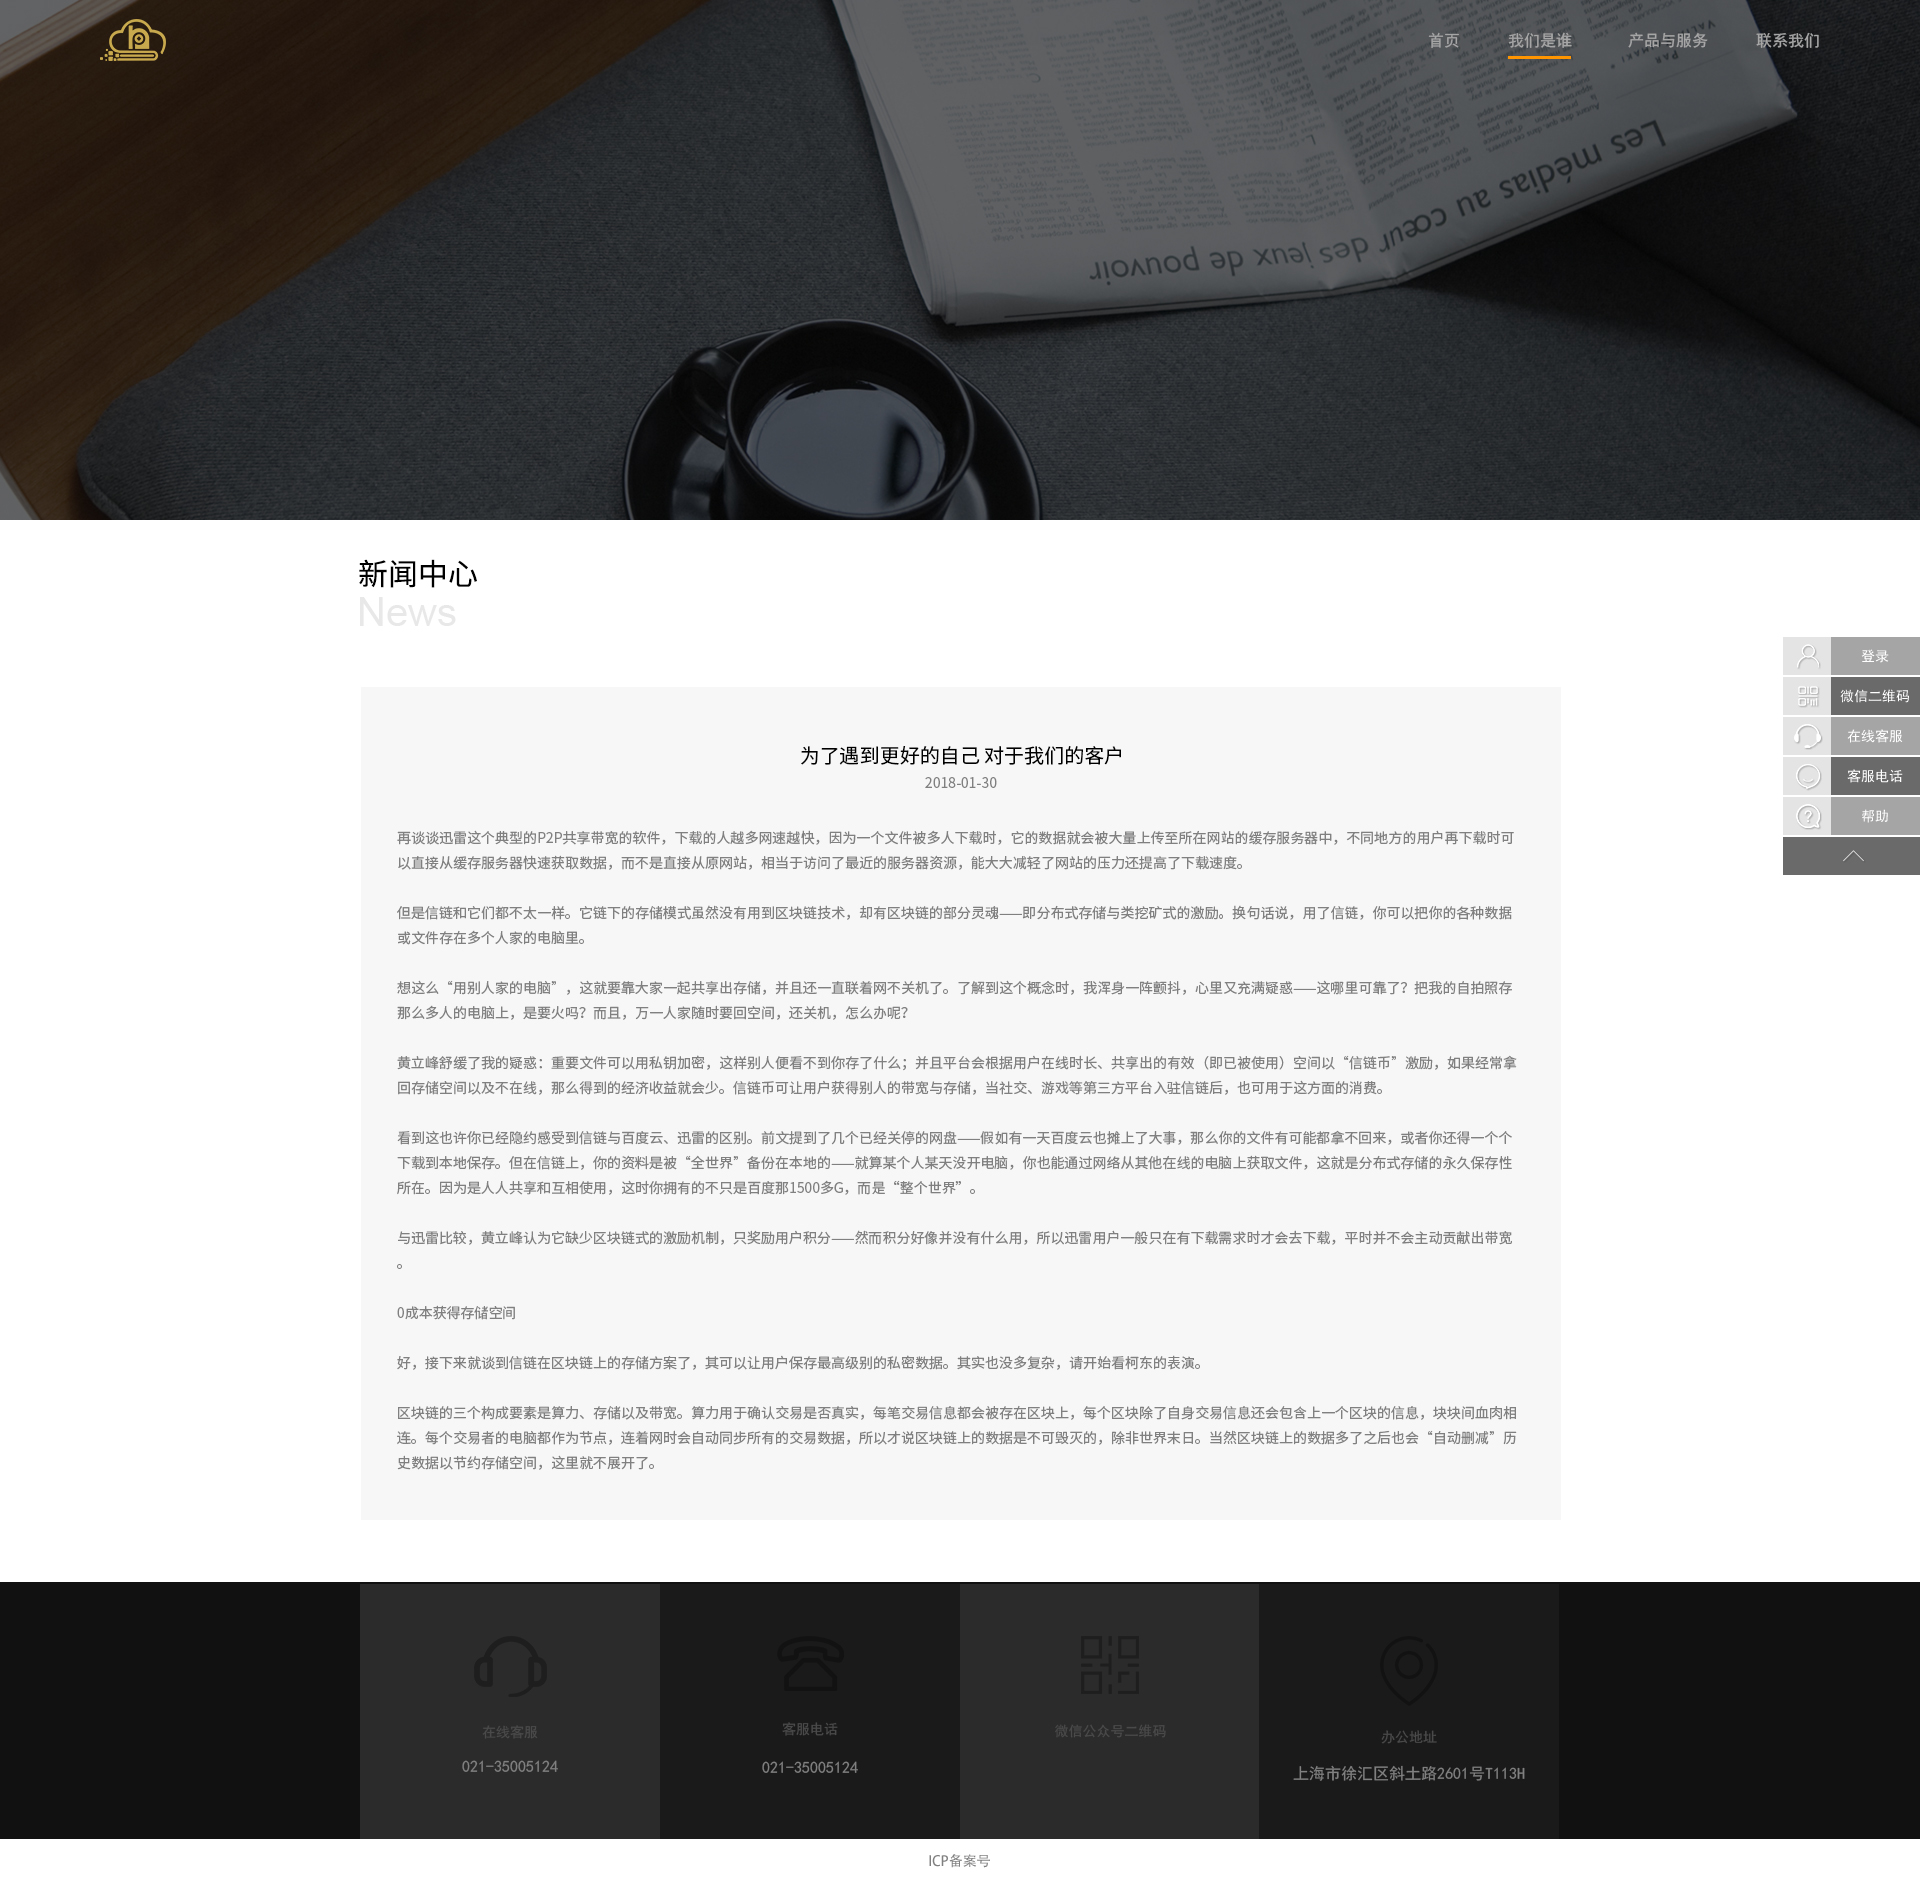 首页 我们是谁 产品与服务 联系我们
Les médias au cœur des jeux de pouvoir
新闻中心
News
登录
微信二维码
在线客服
客服电话
帮助
为了遇到更好的自己 对于我们的客户
2018-01-30
再谈谈迅雷这个典型的P2P共享带宽的软件，下载的人越多网速越快，因为一个文件被多人下载时，它的数据就会被大量上传至所在网站的缓存服务器中，不同地方的用户再下载时可
以直接从缓存服务器快速获取数据，而不是直接从原网站，相当于访问了最近的服务器资源，能大大减轻了网站的压力还提高了下载速度。
但是信链和它们都不太一样。它链下的存储模式虽然没有用到区块链技术，却有区块链的部分灵魂——即分布式存储与类挖矿式的激励。换句话说，用了信链，你可以把你的各种数据
或文件存在多个人家的电脑里。
想这么“用别人家的电脑”，这就要靠大家一起共享出存储，并且还一直联着网不关机了。了解到这个概念时，我浑身一阵颤抖，心里又充满疑惑——这哪里可靠了？把我的自拍照存
那么多人的电脑上，是要火吗？而且，万一人家随时要回空间，还关机，怎么办呢？
黄立峰舒缓了我的疑惑：重要文件可以用私钥加密，这样别人便看不到你存了什么；并且平台会根据用户在线时长、共享出的有效（即已被使用）空间以“信链币”激励，如果经常拿
回存储空间以及不在线，那么得到的经济收益就会少。信链币可让用户获得别人的带宽与存储，当社交、游戏等第三方平台入驻信链后，也可用于这方面的消费。
看到这也许你已经隐约感受到信链与百度云、迅雷的区别。前文提到了几个已经关停的网盘——假如有一天百度云也摊上了大事，那么你的文件有可能都拿不回来，或者你还得一个个
下载到本地保存。但在信链上，你的资料是被“全世界”备份在本地的——就算某个人某天没开电脑，你也能通过网络从其他在线的电脑上获取文件，这就是分布式存储的永久保存性
所在。因为是人人共享和互相使用，这时你拥有的不只是百度那1500多G，而是“整个世界”。
与迅雷比较，黄立峰认为它缺少区块链式的激励机制，只奖励用户积分——然而积分好像并没有什么用，所以迅雷用户一般只在有下载需求时才会去下载，平时并不会主动贡献出带宽
。
0成本获得存储空间
好，接下来就谈到信链在区块链上的存储方案了，其可以让用户保存最高级别的私密数据。其实也没多复杂，请开始看柯东的表演。
区块链的三个构成要素是算力、存储以及带宽。算力用于确认交易是否真实，每笔交易信息都会被存在区块上，每个区块除了自身交易信息还会包含上一个区块的信息，块块间血肉相
连。每个交易者的电脑都作为节点，连着网时会自动同步所有的交易数据，所以才说区块链上的数据是不可毁灭的，除非世界末日。当然区块链上的数据多了之后也会“自动删减”历
史数据以节约存储空间，这里就不展开了。
在线客服
021-35005124
客服电话
021-35005124
微信公众号二维码
办公地址
上海市徐汇区斜土路2601号T113H
ICP备案号